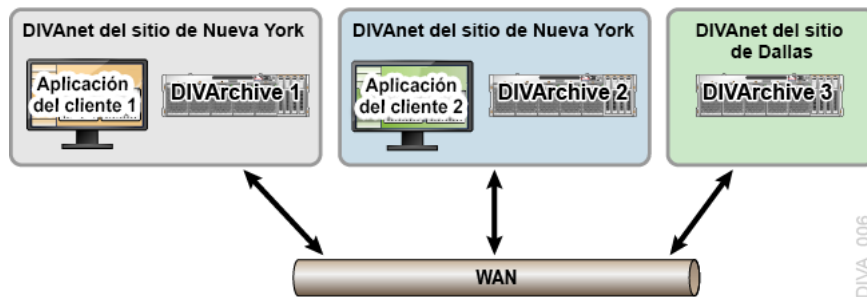 DIVAnet del sitio de Nueva York
Aplicación
del cliente 1
DIVArchive 1
DIVAnet del sitio de Nueva York
Aplicación
del cliente 2
DIVArchive 2
DIVAnet del sitio
de Dallas
DIVArchive 3
WAN
DIVA_006